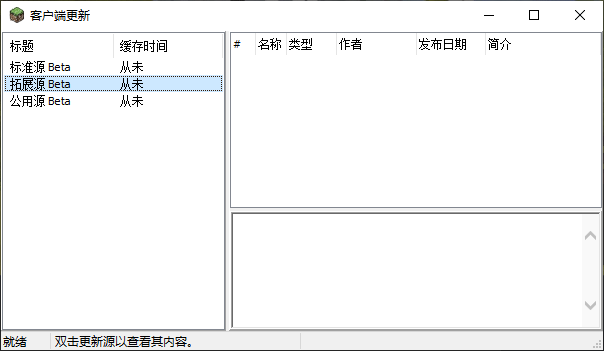 客户端更新
标题 缓存时间
标准源 Beta 从未
拓展源 Beta 从未
公用源 Beta 从未
# 名称 类型 作者 发布日期 简介
就绪 双击更新源以查看其内容。